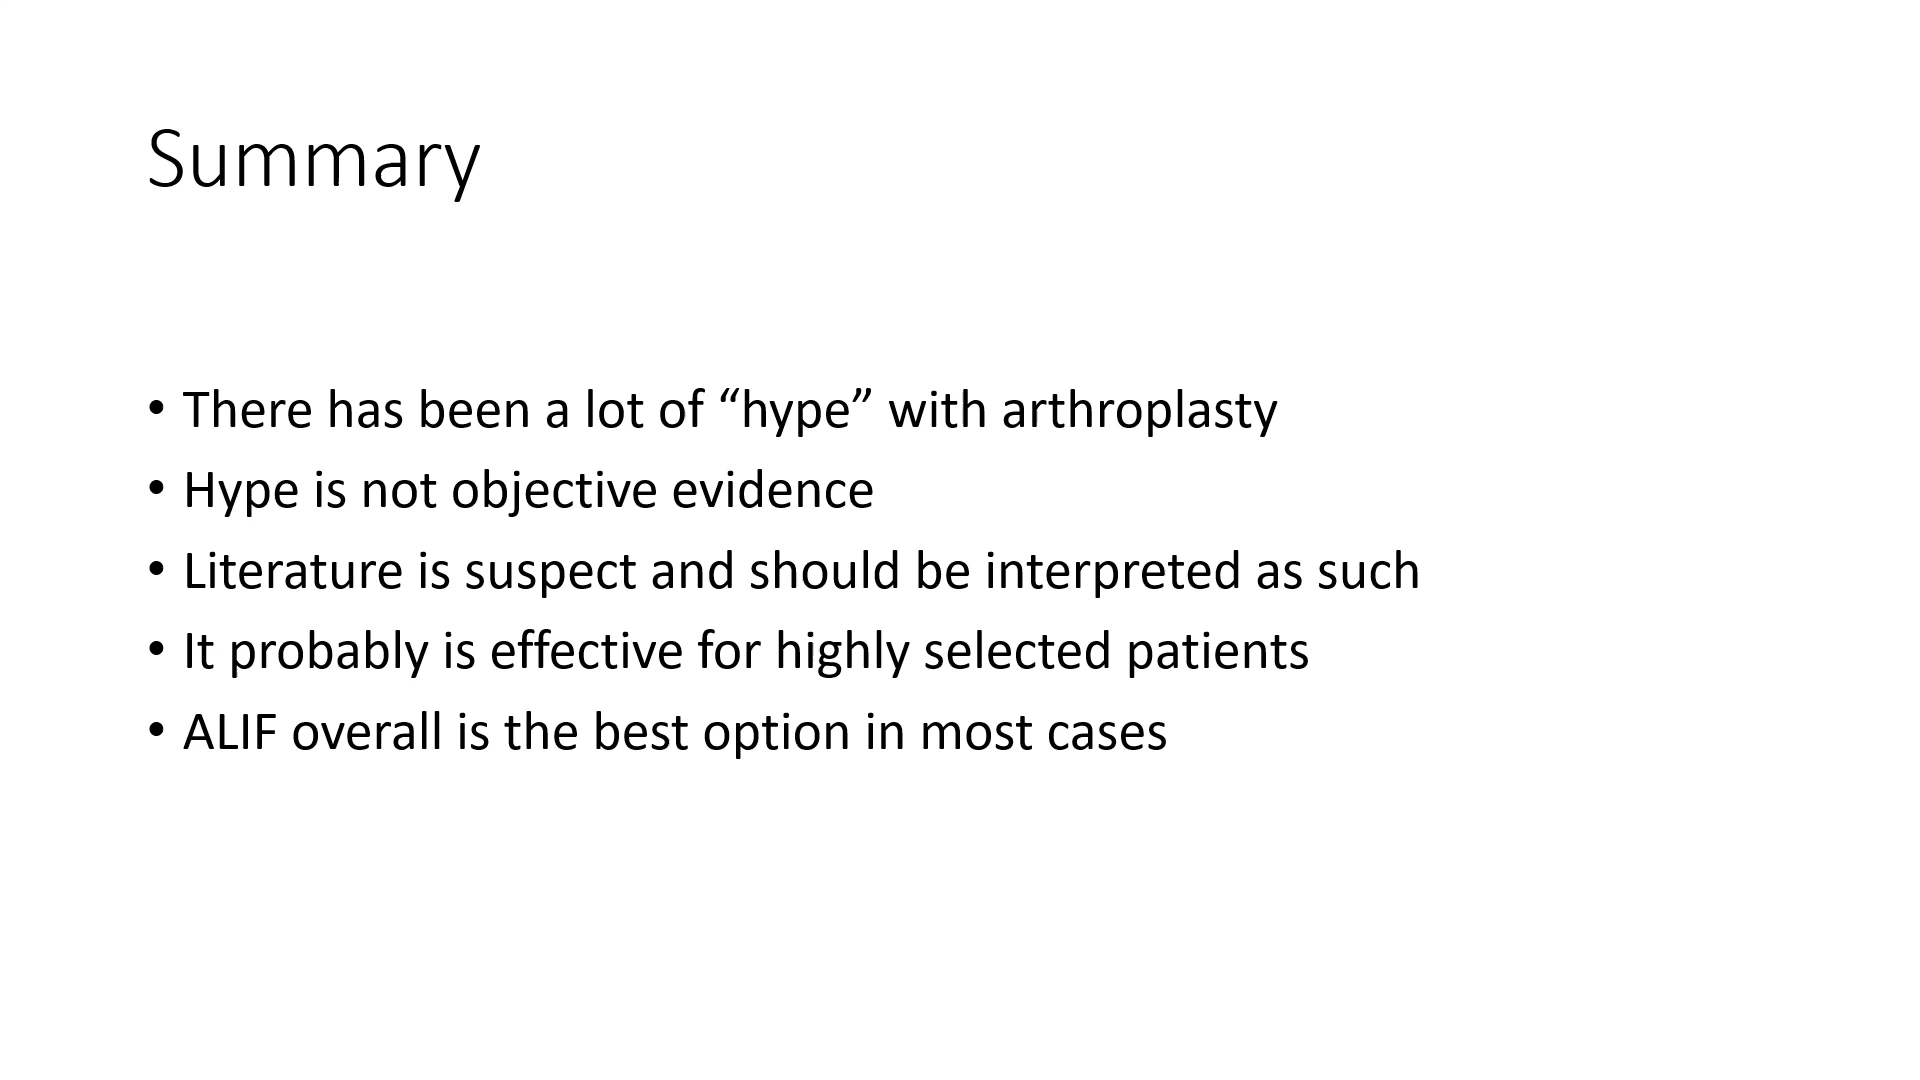 Summary
• There has been a lot of “hype” with arthroplasty
• Hype is not objective evidence
• Literature is suspect and should be interpreted as such
• It probably is effective for highly selected patients
• ALIF overall is the best option in most cases